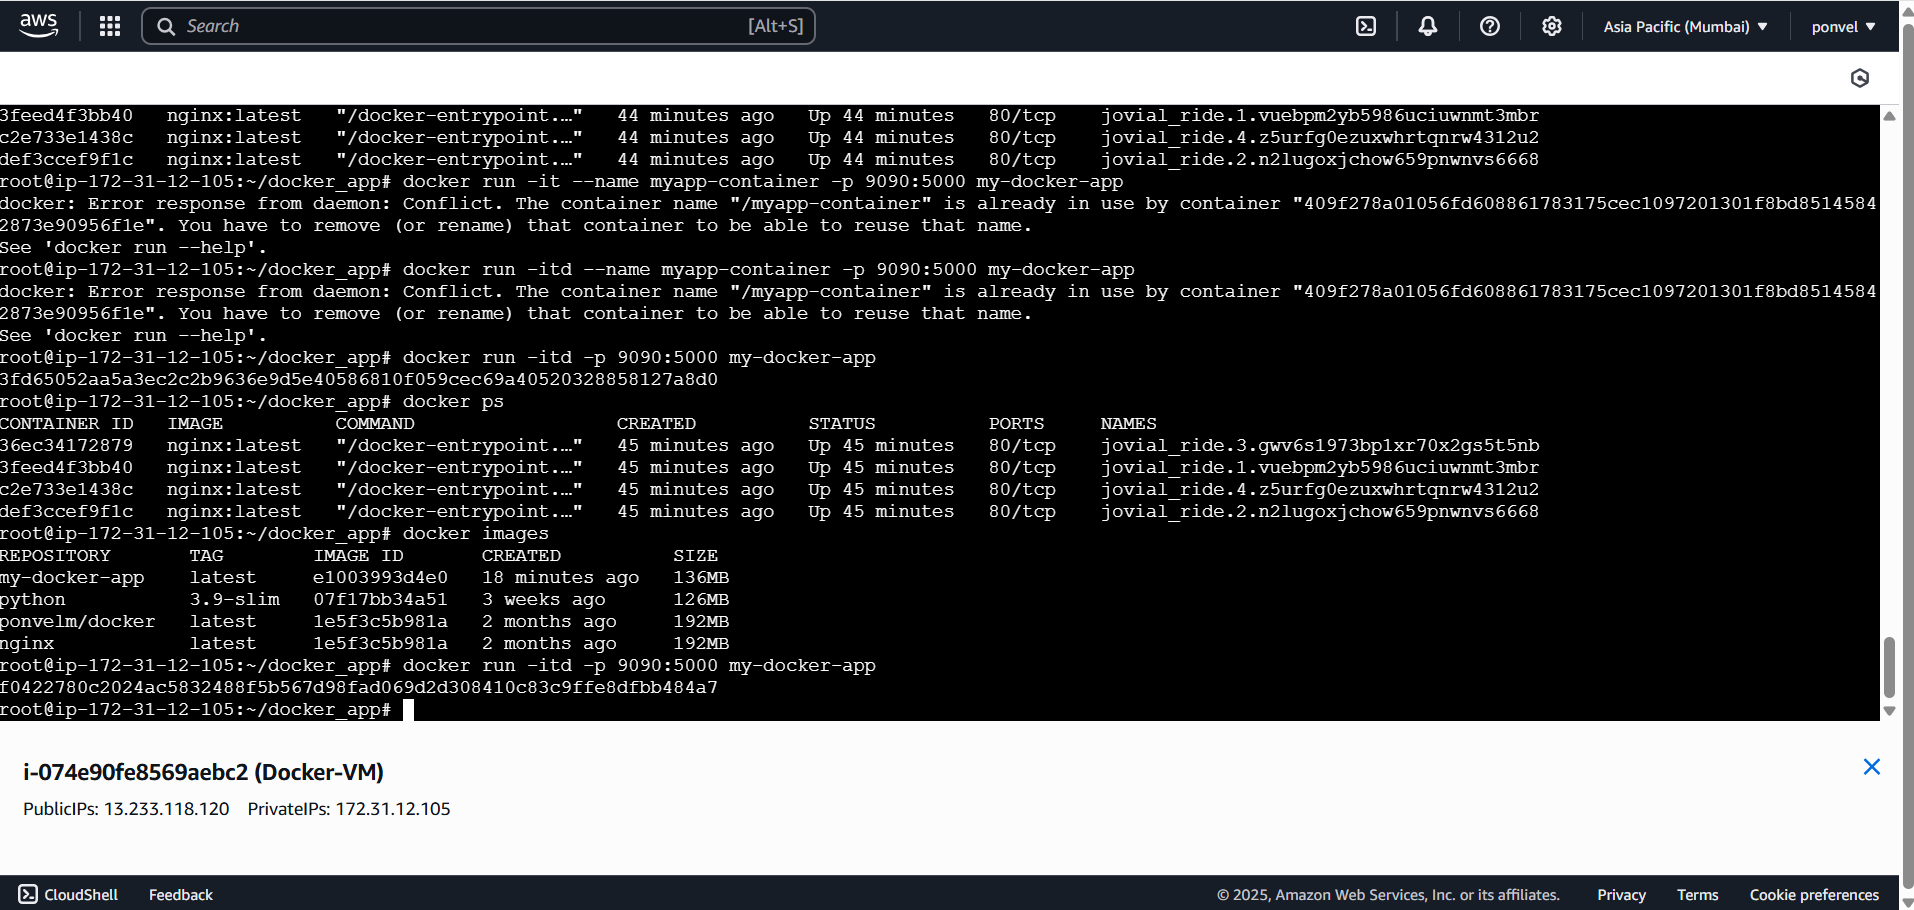 aws
Search [Alt+S]
Asia Pacific (Mumbai) ▼ ponvel ▼
3feed4f3bb40 nginx:latest "/docker-entrypoint.…" 44 minutes ago Up 44 minutes 80/tcp jovial_ride.1.vuebpm2yb5986uciuwnmt3mbr
c2e733e1438c nginx:latest "/docker-entrypoint.…" 44 minutes ago Up 44 minutes 80/tcp jovial_ride.4.z5urfg0ezuxwhrtqnrw4312u2
def3ccef9f1c nginx:latest "/docker-entrypoint.…" 44 minutes ago Up 44 minutes 80/tcp jovial_ride.2.n2lugoxjchow659pnwnvs6668
root@ip-172-31-12-105:~/docker_app# docker run -it --name myapp-container -p 9090:5000 my-docker-app
docker: Error response from daemon: Conflict. The container name "/myapp-container" is already in use by container "409f278a01056fd608861783175cec1097201301f8bd8514584
2873e90956f1e". You have to remove (or rename) that container to be able to reuse that name.
See 'docker run --help'.
root@ip-172-31-12-105:~/docker_app# docker run -itd --name myapp-container -p 9090:5000 my-docker-app
docker: Error response from daemon: Conflict. The container name "/myapp-container" is already in use by container "409f278a01056fd608861783175cec1097201301f8bd8514584
2873e90956f1e". You have to remove (or rename) that container to be able to reuse that name.
See 'docker run --help'.
root@ip-172-31-12-105:~/docker_app# docker run -itd -p 9090:5000 my-docker-app
3fd65052aa5a3ec2c2b9636e9d5e40586810f059cec69a40520328858127a8d0
root@ip-172-31-12-105:~/docker_app# docker ps
CONTAINER ID IMAGE COMMAND CREATED STATUS PORTS NAMES
36ec34172879 nginx:latest "/docker-entrypoint.…" 45 minutes ago Up 45 minutes 80/tcp jovial_ride.3.gwv6s1973bp1xr70x2gs5t5nb
3feed4f3bb40 nginx:latest "/docker-entrypoint.…" 45 minutes ago Up 45 minutes 80/tcp jovial_ride.1.vuebpm2yb5986uciuwnmt3mbr
c2e733e1438c nginx:latest "/docker-entrypoint.…" 45 minutes ago Up 45 minutes 80/tcp jovial_ride.4.z5urfg0ezuxwhrtqnrw4312u2
def3ccef9f1c nginx:latest "/docker-entrypoint.…" 45 minutes ago Up 45 minutes 80/tcp jovial_ride.2.n2lugoxjchow659pnwnvs6668
root@ip-172-31-12-105:~/docker_app# docker images
REPOSITORY TAG IMAGE ID CREATED SIZE
my-docker-app latest e1003993d4e0 18 minutes ago 136MB
python 3.9-slim 07f17bb34a51 3 weeks ago 126MB
ponvelm/docker latest 1e5f3c5b981a 2 months ago 192MB
nginx latest 1e5f3c5b981a 2 months ago 192MB
root@ip-172-31-12-105:~/docker_app# docker run -itd -p 9090:5000 my-docker-app
f0422780c2024ac5832488f5b567d98fad069d2d308410c83c9ffe8dfbb484a7
root@ip-172-31-12-105:~/docker_app#
i-074e90fe8569aebc2 (Docker-VM)
PublicIPs: 13.233.118.120 PrivateIPs: 172.31.12.105
CloudShell Feedback © 2025, Amazon Web Services, Inc. or its affiliates. Privacy Terms Cookie preferences